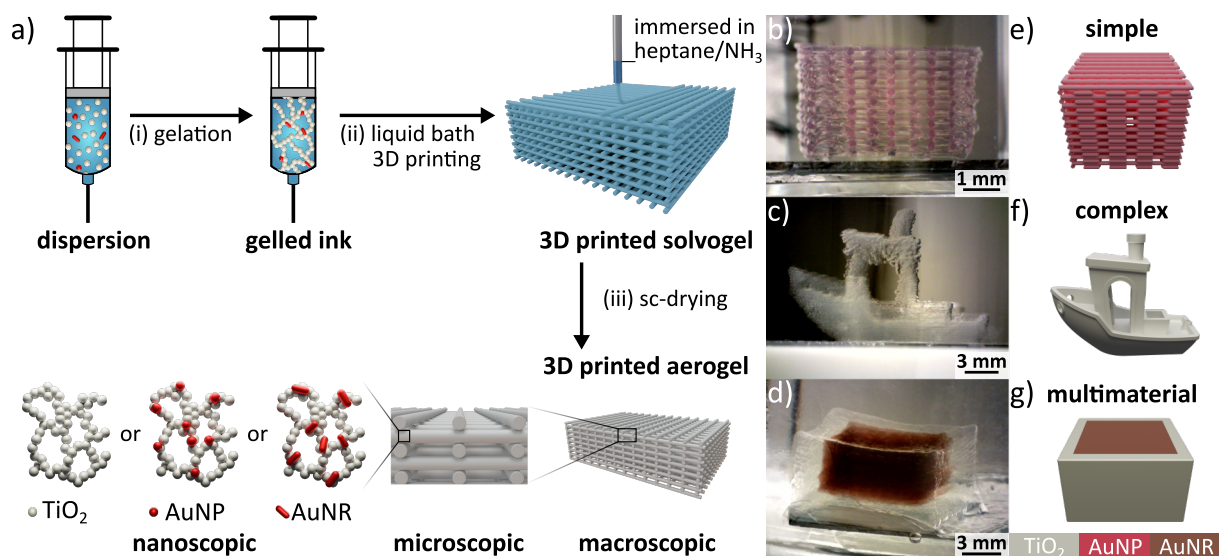 a)
immersed in
heptane/NH3
(i) gelation
(ii) liquid bath
3D printing
dispersion
gelled ink
3D printed solvogel
(iii) sc-drying
3D printed aerogel
or
or
TiO2
AuNP
AuNR
nanoscopic
microscopic
macroscopic
b)
1 mm
c)
3 mm
d)
3 mm
e)
simple
f)
complex
g)
multimaterial
TiO2
AuNP
AuNR